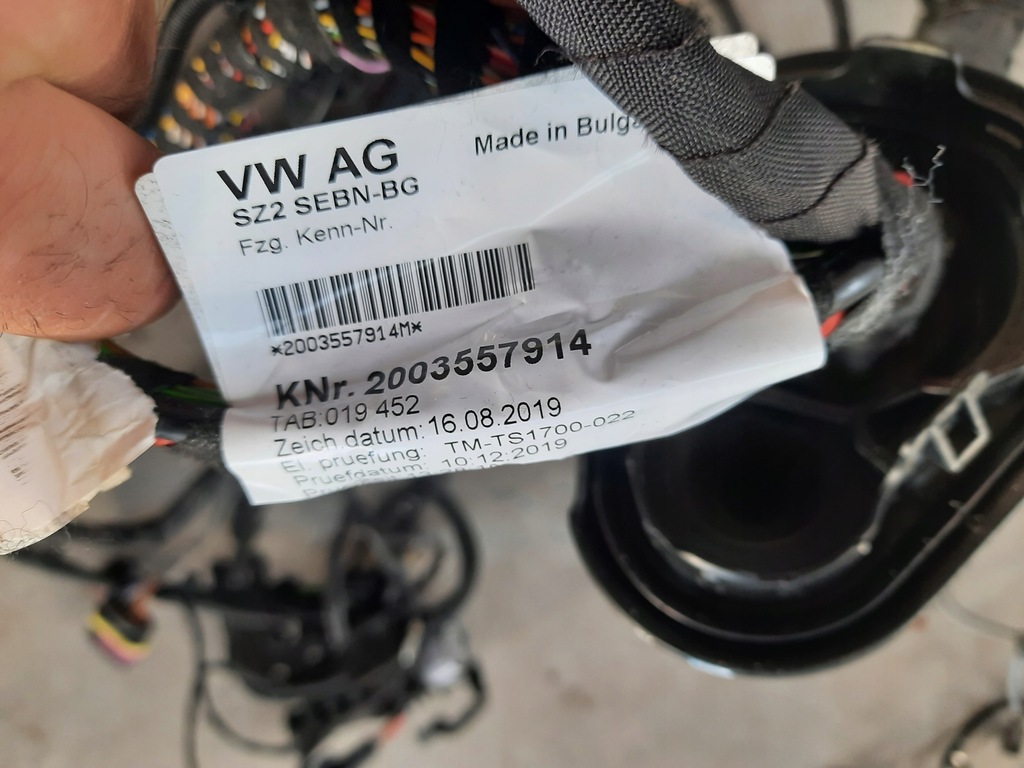 VW AG
Made in Bulga
SZ2 SEBN-BG
Fzg. Kenn-Nr.
*2003557914M*
KNr. 2003557914
TAB:019 452
Zeich.datum: 16.08.2019
El. pruefung: TM-TS1700-022
Pruefdatum: 10.12.2019